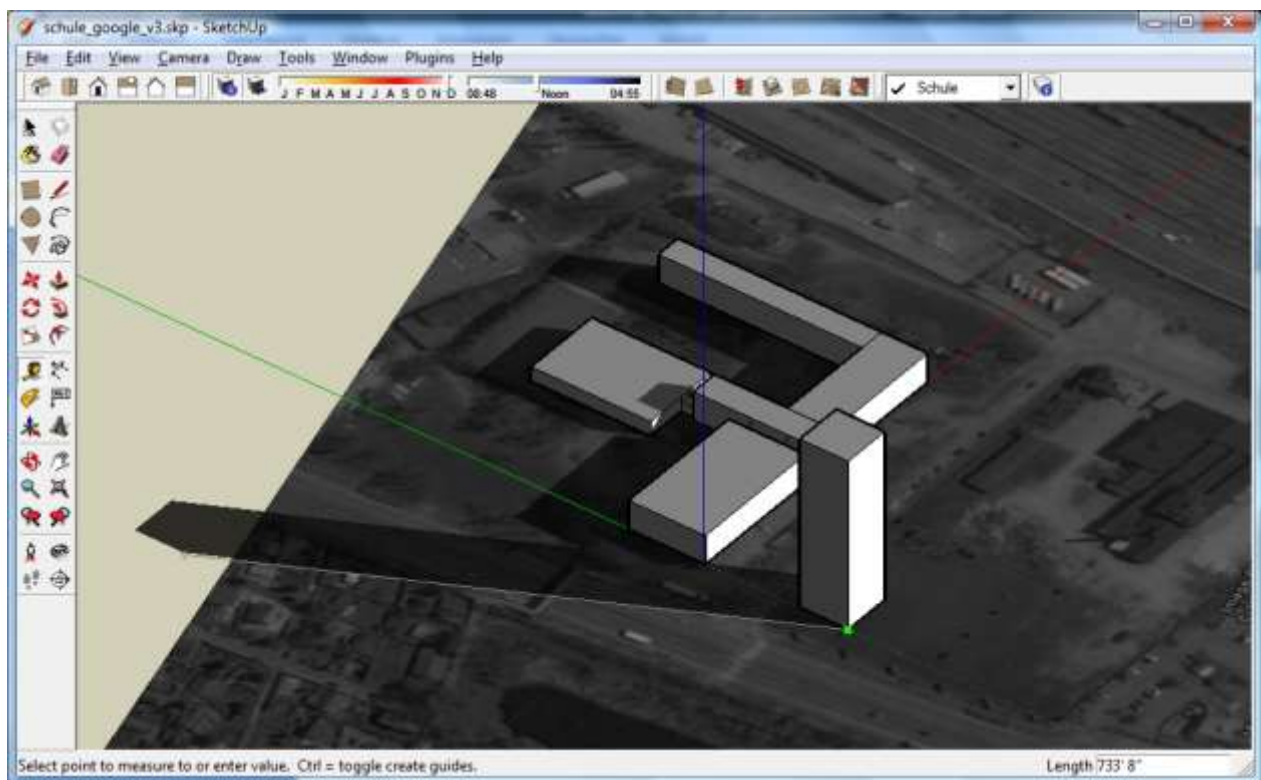 schule_google_v3.skp - SketchUp
File Edit View Camera Draw Tools Window Plugins Help
J F M A M J J A S O N D 08:48 Noon 04:55 Schule
Select point to measure to or enter value. Ctrl = toggle create guides. Length 733' 8"